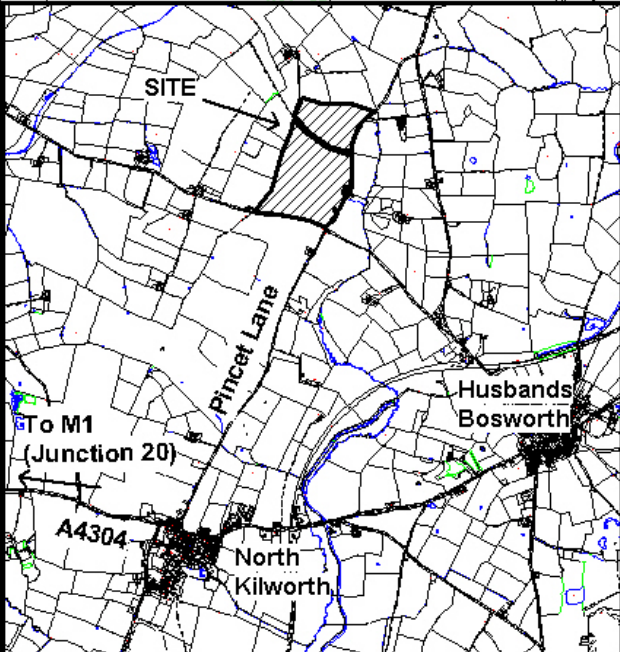 SITE
Pincet Lane
Husbands
Bosworth
To M1
(Junction 20)
A4304
North
Kilworth